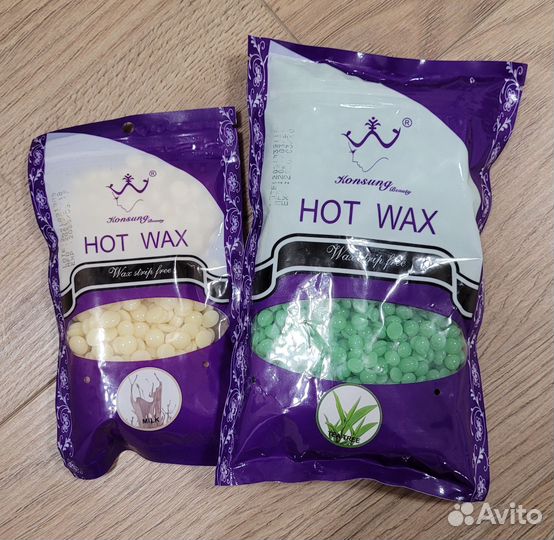 ®
Konsung
Beauty
HOT WAX
Wax strip free
MILK
®
Konsung
Beauty
HOT WAX
Wax strip free
TEA TREE
Avito